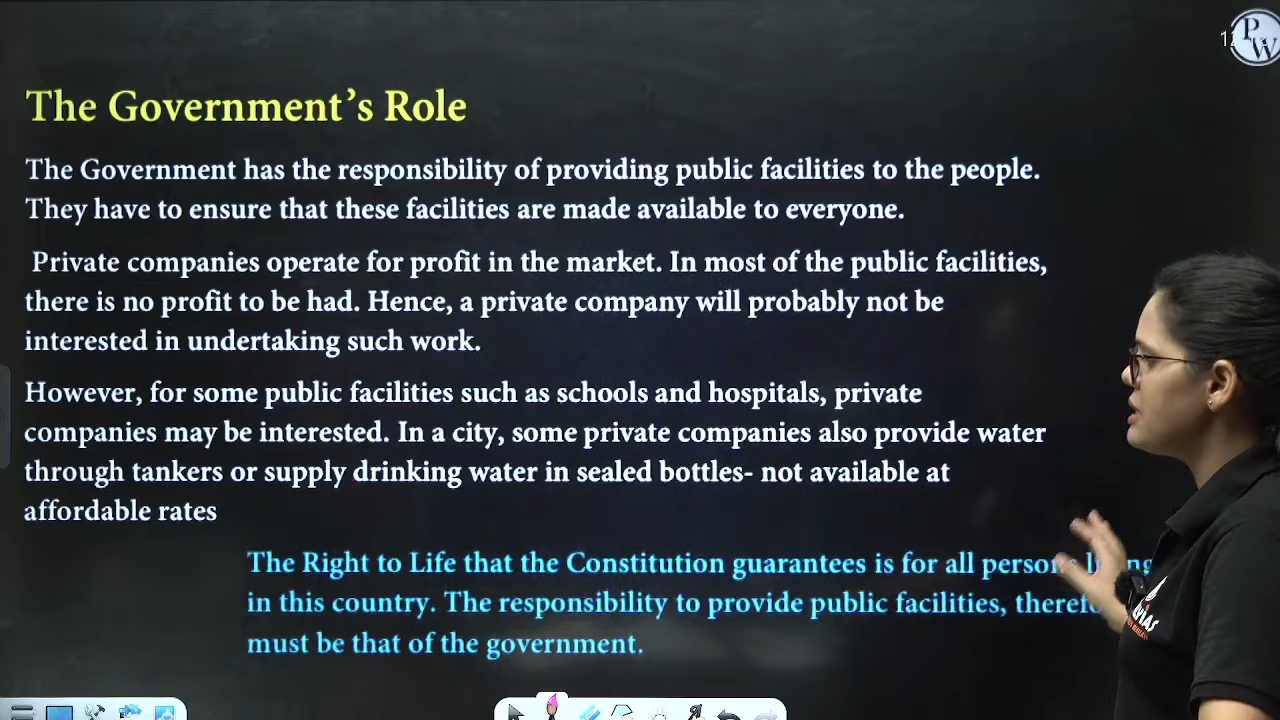 PW
The Government's Role
The Government has the responsibility of providing public facilities to the people.
They have to ensure that these facilities are made available to everyone.
Private companies operate for profit in the market. In most of the public facilities,
there is no profit to be had. Hence, a private company will probably not be
interested in undertaking such work.
However, for some public facilities such as schools and hospitals, private
companies may be interested. In a city, some private companies also provide water
through tankers or supply drinking water in sealed bottles- not available at
affordable rates
The Right to Life that the Constitution guarantees is for all
in this country. The responsibility to provide public facilities,
must be that of the government.